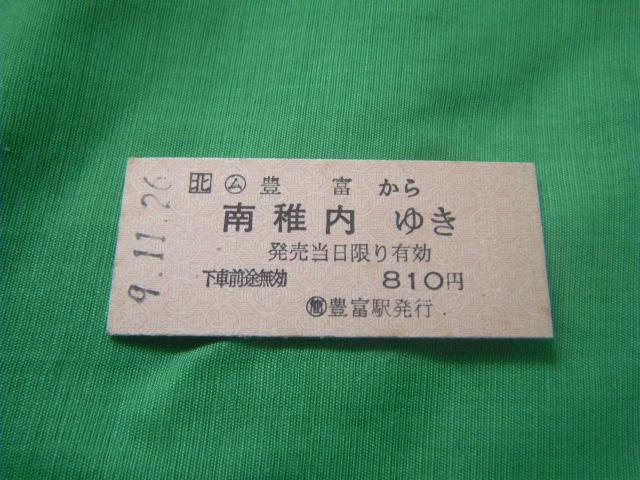 北 ム 豊富から
南稚内 ゆき
発売当日限り有効
下車前途無効 810円
簡 豊富駅発行
9.11.26